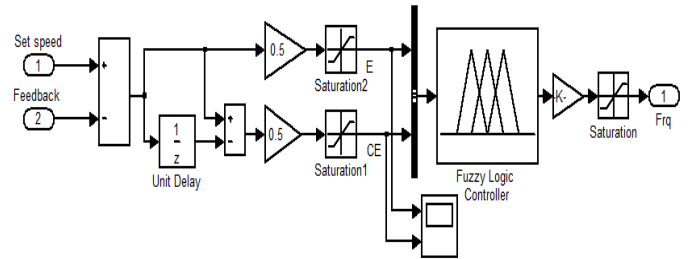 Set speed
1
Feedback
2
+
-
1
z
Unit Delay
+
-
0.5
Saturation2
E
0.5
Saturation1
CE
Fuzzy Logic
Controller
-K-
Saturation
1
Frq